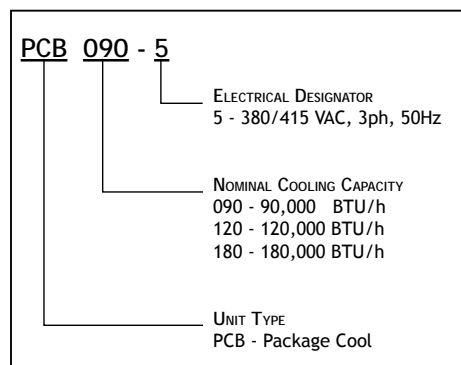 PCB 090 - 5
ELECTRICAL DESIGNATOR
5 - 380/415 VAC, 3ph, 50Hz
NOMINAL COOLING CAPACITY
090 - 90,000 BTU/h
120 - 120,000 BTU/h
180 - 180,000 BTU/h
UNIT TYPE
PCB - Package Cool